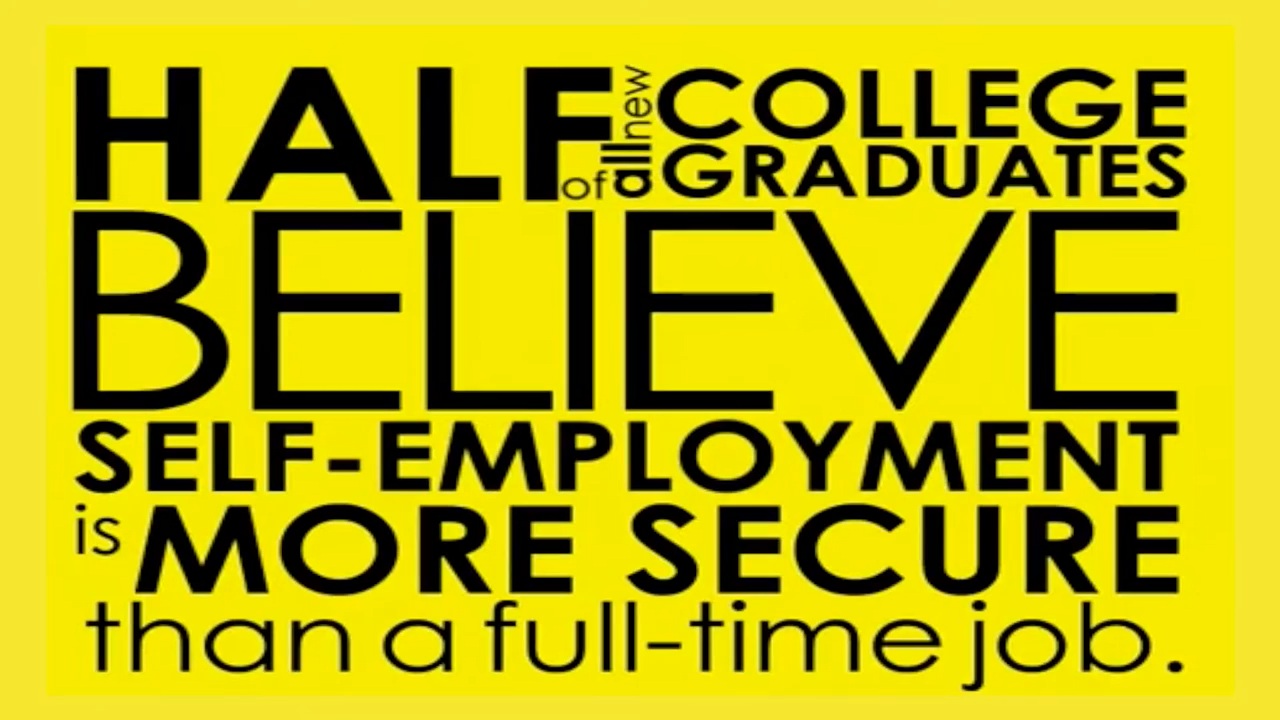 HALF of all new COLLEGE
GRADUATES
BELIEVE
SELF-EMPLOYMENT
is MORE SECURE
than a full-time job.